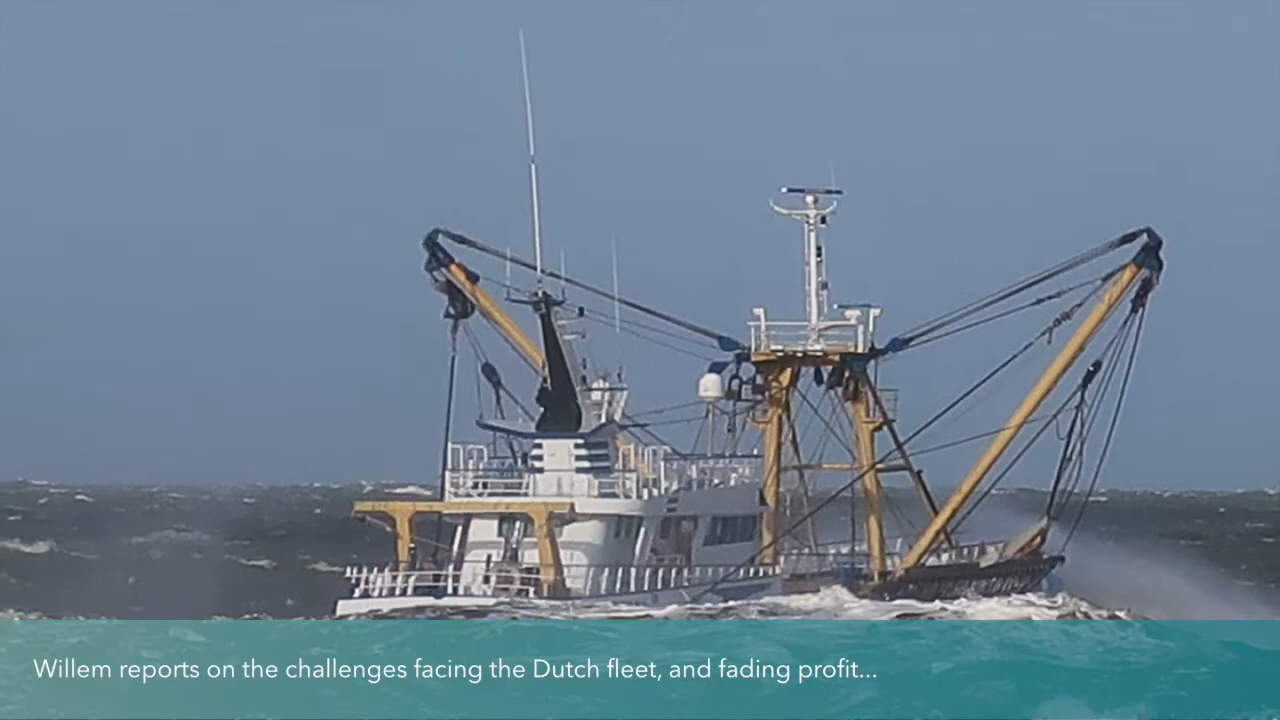 Willem reports on the challenges facing the Dutch fleet, and fading profit...